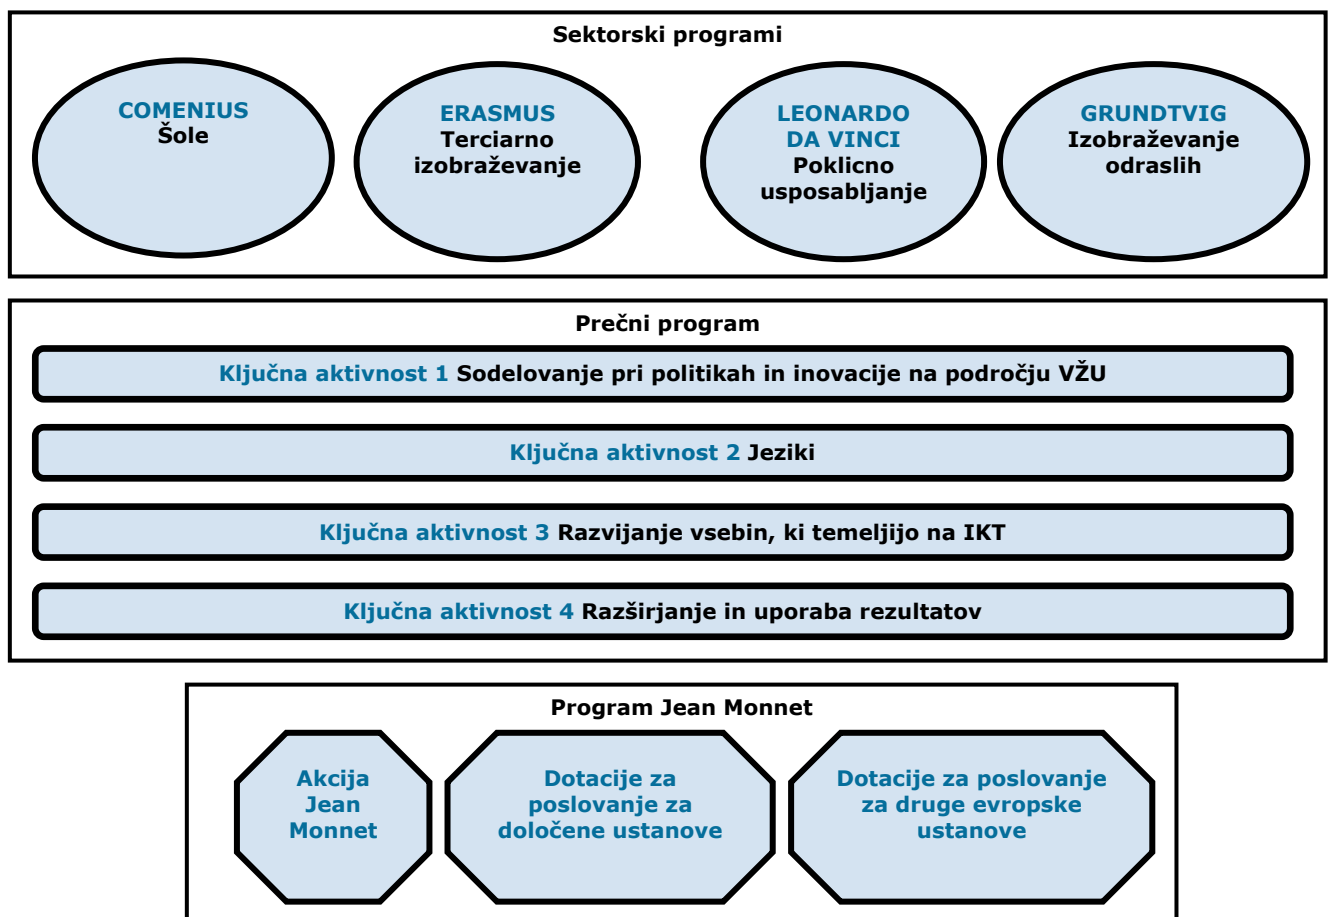 Sektorski programi
COMENIUS
Šole
ERASMUS
Terciarno
izobraževanje
LEONARDO
DA VINCI
Poklicno
usposabljanje
GRUNDTVIG
Izobraževanje
odraslih
Prečni program
Ključna aktivnost 1 Sodelovanje pri politikah in inovacije na področju VŽU
Ključna aktivnost 2 Jeziki
Ključna aktivnost 3 Razvijanje vsebin, ki temeljijo na IKT
Ključna aktivnost 4 Razširjanje in uporaba rezultatov
Program Jean Monnet
Akcija
Jean
Monnet
Dotacije za
poslovanje za
določene ustanove
Dotacije za poslovanje
za druge evropske
ustanove